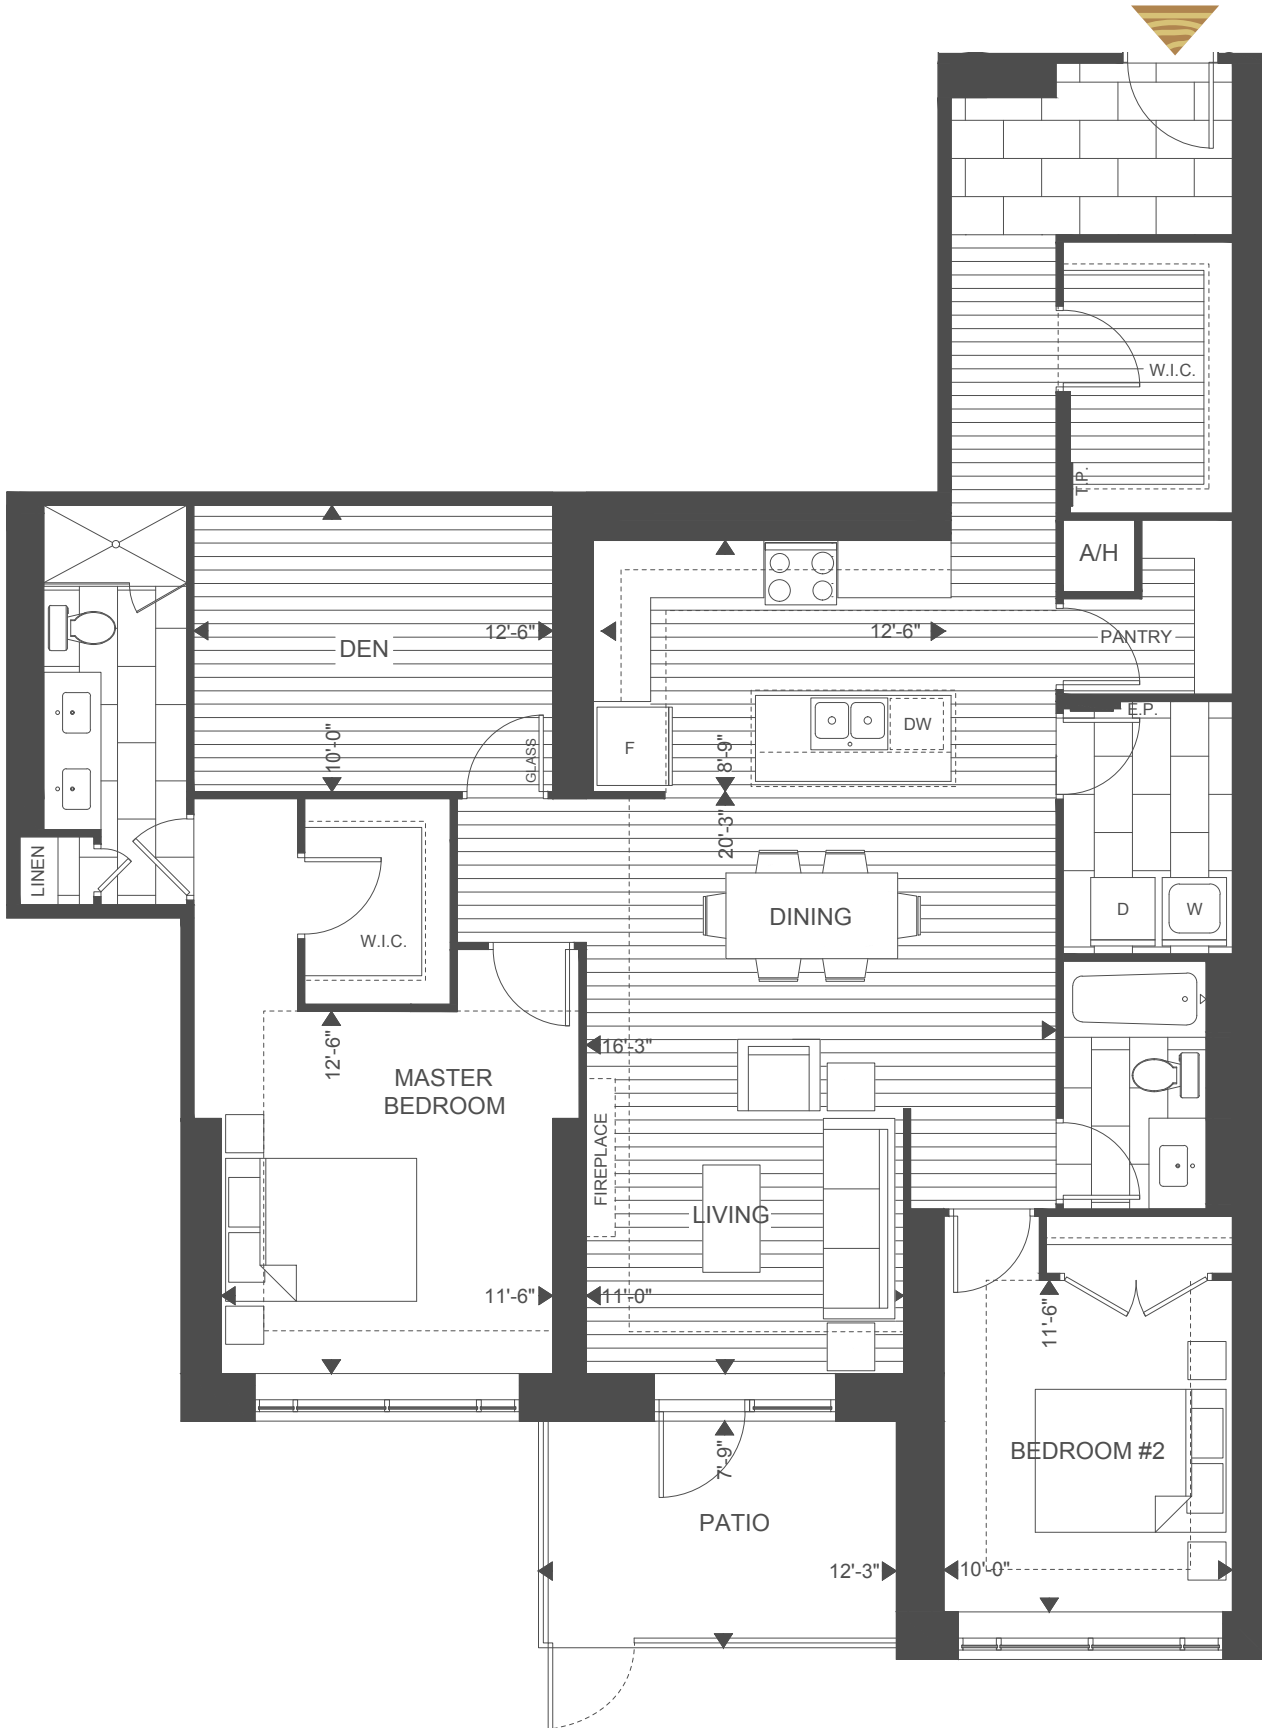 W.I.C.
T.P.
A/H
DEN
12'-6"
12'-6"
PANTRY
10'-0"
GLASS
F
8'-9"
DW
E.P.
20'-3"
LINEN
W.I.C.
DINING
D
W
12'-6"
16'-3"
MASTER
BEDROOM
FIREPLACE
LIVING
11'-6"
11'-0"
11'-6"
7'-9"
BEDROOM #2
PATIO
12'-3"
10'-0"